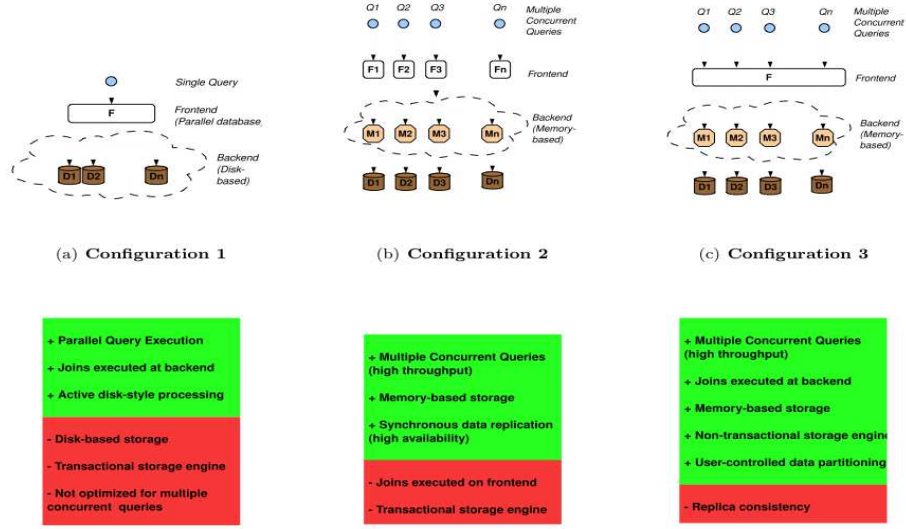 Single Query
F
Frontend
(Parallel database
Backend
(Disk-
based)
D1 D2 Dn
(a) Configuration 1
Q1 Q2 Q3 Qn
Multiple
Concurrent
Queries
F1 F2 F3 Fn
Frontend
Backend
(Memory-
based)
M1 M2 M3 Mn
D1 D2 D3 Dn
(b) Configuration 2
Q1 Q2 Q3 Qn
Multiple
Concurrent
Queries
F
Frontend
Backend
(Memory-
based)
M1 M2 M3 Mn
D1 D2 D3 Dn
(c) Configuration 3
+ Parallel Query Execution
+ Joins executed at backend
+ Active disk-style processing
- Disk-based storage
- Transactional storage engine
- Not optimized for multiple
concurrent queries
+ Multiple Concurrent Queries
(high throughput)
+ Memory-based storage
+ Synchronous data replication
(high availability)
- Joins executed on frontend
- Transactional storage engine
+ Multiple Concurrent Queries
(high throughput)
+ Joins executed at backend
+ Memory-based storage
+ Non-transactional storage engine
+ User-controlled data partitioning
- Replica consistency